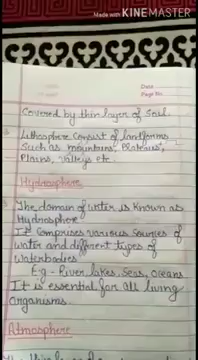 Made with KINEMASTER
Date
Page No.
Covered by thin layer of Soil.
Lithosphere consist of landforms
Such as mountains, Plateaus,
Plains, Valleys etc.
Hydrosphere
The domain of water is known as
Hydrosphere
It Comprises Various Sources of
Water and different types of
Waterbodies
E.g - River, Lakes, Seas, Oceans
It is essential for all living
Organisms.
Atmosphere